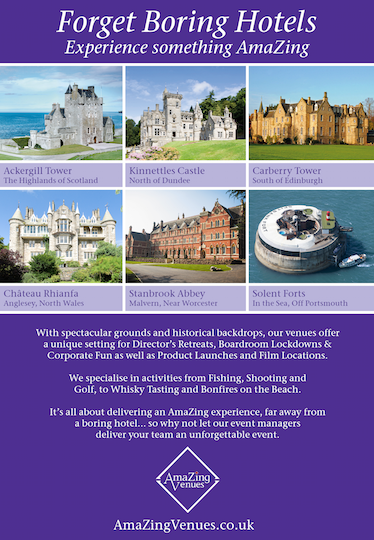 Forget Boring Hotels
Experience something AmaZing
Ackergill Tower
The Highlands of Scotland
Kinnettles Castle
North of Dundee
Carberry Tower
South of Edinburgh
Château Rhianfa
Anglesey, North Wales
Stanbrook Abbey
Malvern, Near Worcester
Solent Forts
In the Sea, Off Portsmouth
With spectacular grounds and historical backdrops, our venues offer
a unique setting for Director's Retreats, Boardroom Lockdowns &
Corporate Fun as well as Product Launches and Film Locations.
We specialise in activities from Fishing, Shooting and
Golf, to Whisky Tasting and Bonfires on the Beach.
It's all about delivering an AmaZing experience, far away from
a boring hotel... so why not let our event managers
deliver your team an unforgettable event.
AmaZing
Venues
AmaZingVenues.co.uk